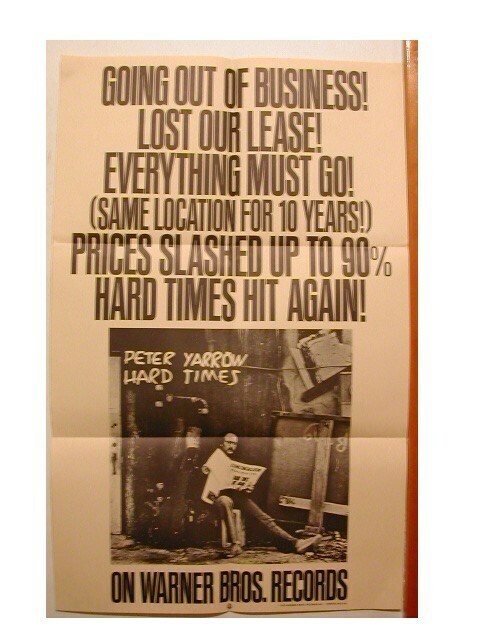 GOING OUT OF BUSINESS!
LOST OUR LEASE!
EVERYTHING MUST GO!
(SAME LOCATION FOR 10 YEARS!)
PRICES SLASHED UP TO 90%
HARD TIMES HIT AGAIN!
PETER YARROW
HARD TIMES
ON WARNER BROS. RECORDS